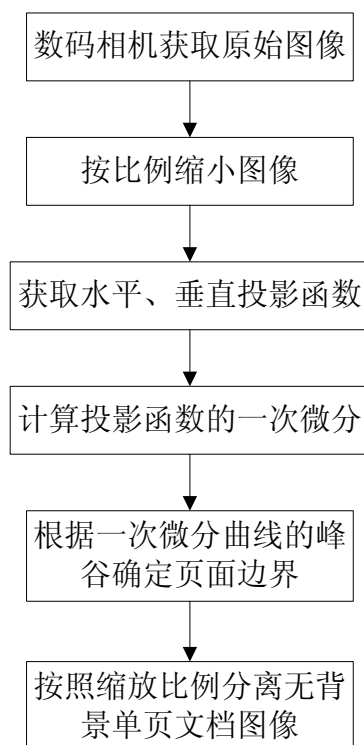 数码相机获取原始图像
按比例缩小图像
获取水平、垂直投影函数
计算投影函数的一次微分
根据一次微分曲线的峰
谷确定页面边界
按照缩放比例分离无背
景单页文档图像